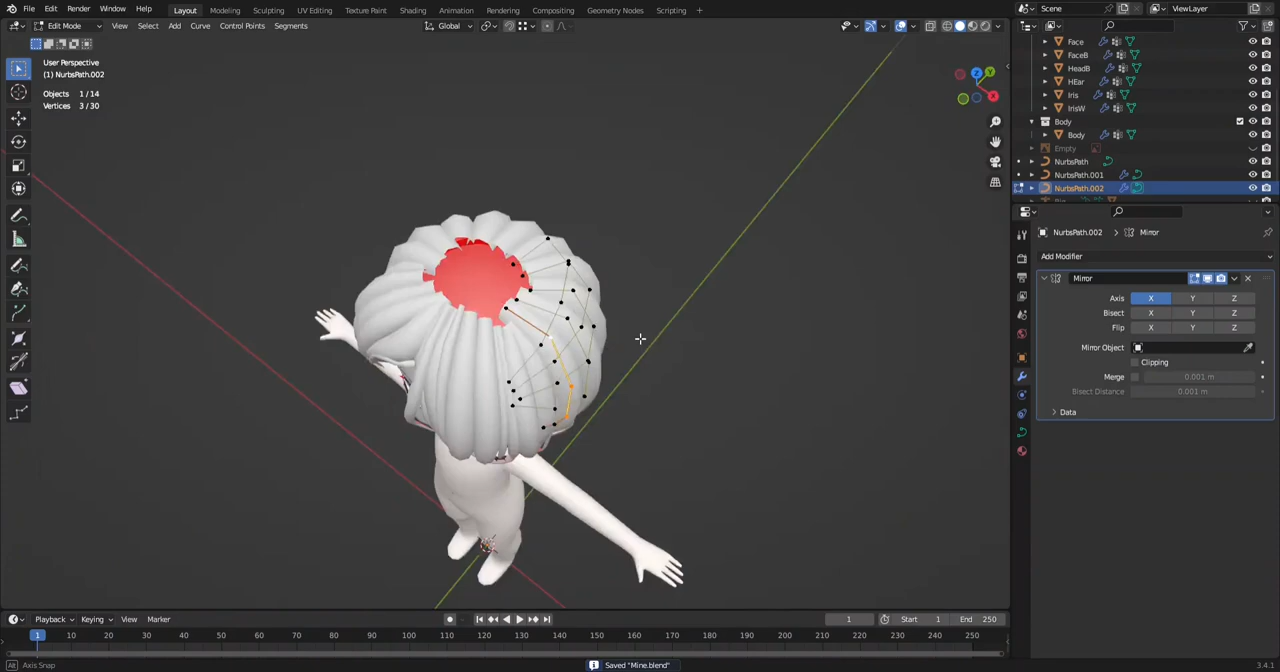 File Edit Render Window Help Layout Modeling Sculpting UV Editing Texture Paint Shading Animation Rendering Compositing Geometry Nodes Scripting + Scene ViewLayer
Edit Mode View Select Add Curve Control Points Segments Global
User Perspective
(1) NurbsPath.002
Objects 1 / 14
Vertices 3 / 30
Z
Y
X
Face
FaceB
HeadB
HEar
Iris
IrisW
Body
Body
Empty
NurbsPath
NurbsPath.001
NurbsPath.002
NurbsPath.002 > Mirror
Add Modifier
Mirror
Axis X Y Z
Bisect X Y Z
Flip X Y Z
Mirror Object
Clipping
Merge 0.001 m
Bisect Distance 0.001 m
Data
Playback Keying View Marker 1 Start 1 End 250
1 10 20 30 40 50 60 70 80 90 100 110 120 130 140 150 160 170 180 190 200 210 220 230 240 250
Alt Axis Snap Saved "Mine.blend" 3.4.1